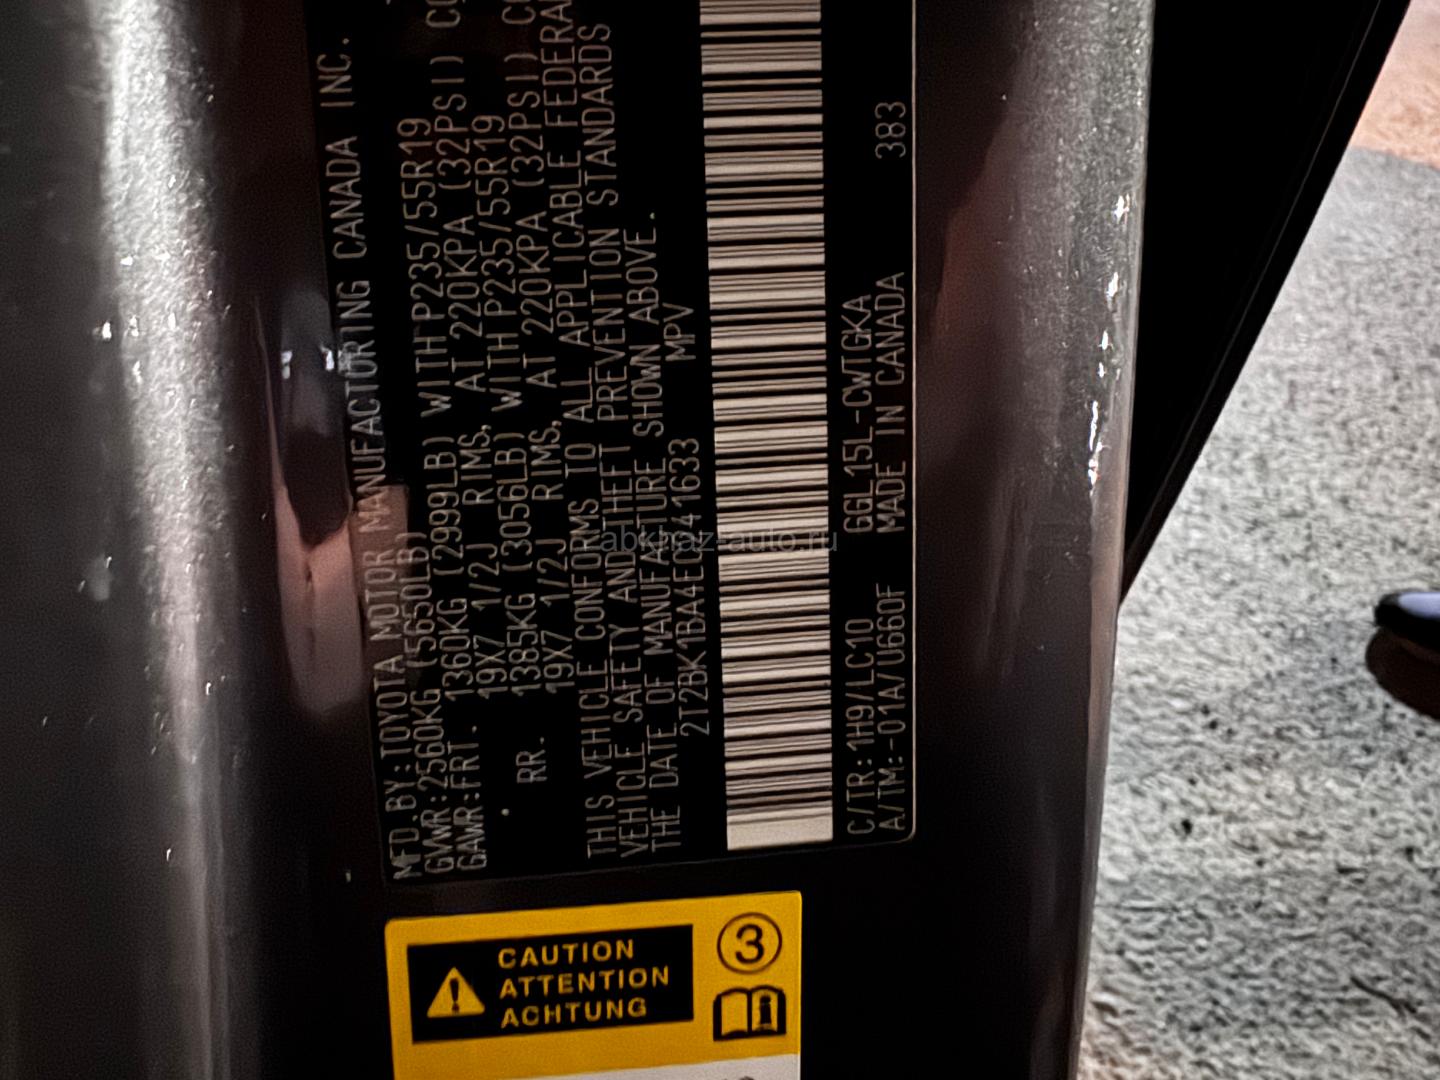 MFD.BY:TOYOTA MOTOR MANUFACTURING CANADA INC.
GVWR:2560KG (5650LB)
GAWR:FRT. 1360KG (2999LB) WITH P235/55R19
19X7 1/2J RIMS, AT 220KPA (32PSI)
RR. 1385KG (3056LB) WITH P235/55R19
19X7 1/2J RIMS, AT 220KPA (32PSI)
THIS VEHICLE CONFORMS TO ALL APPLICABLE FEDERA
VEHICLE SAFETY AND THEFT PREVENTION STANDARDS
THE DATE OF MANUFATURE SHOWN ABOVE.
2T2BK1BA4EC241633 MPV
C/TR:1H9/LC10 GGL15L-CWTGKA
A/TM:-01A/U660F MADE IN CANADA 383
CAUTION
ATTENTION
ACHTUNG
3
abkhaz-auto.ru